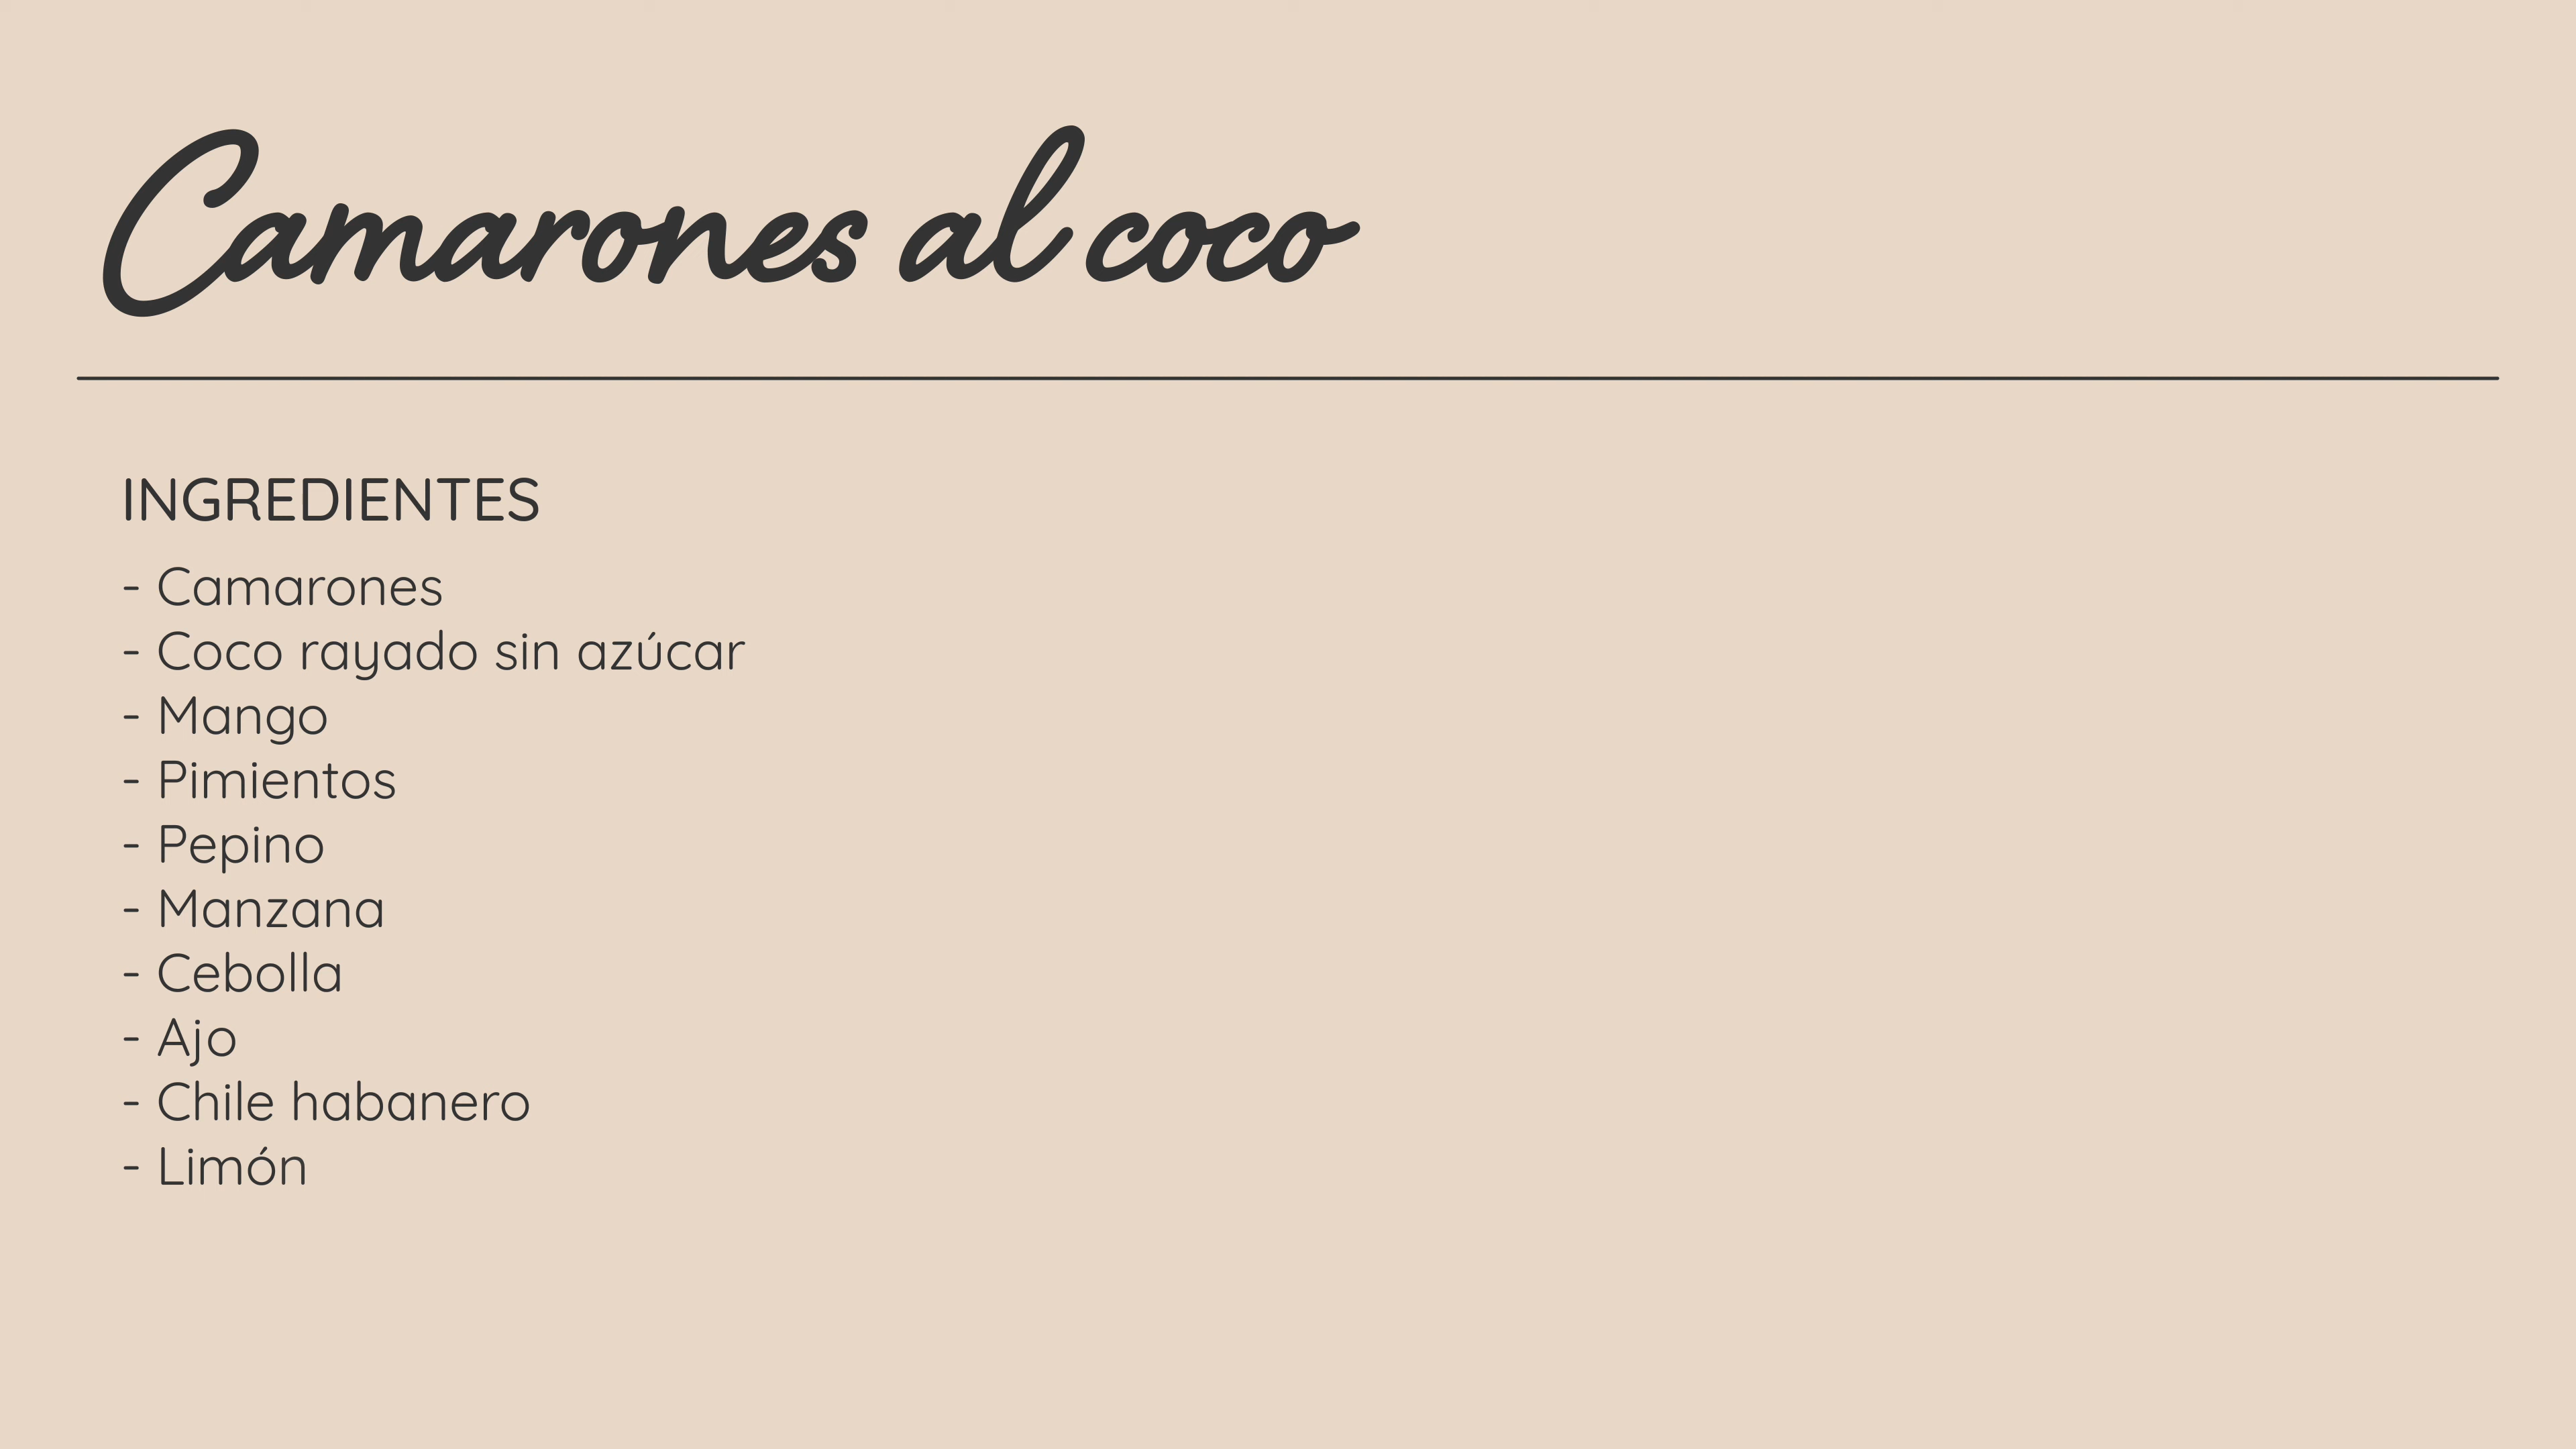 Camarones al coco
INGREDIENTES
- Camarones
- Coco rayado sin azúcar
- Mango
- Pimientos
- Pepino
- Manzana
- Cebolla
- Ajo
- Chile habanero
- Limón